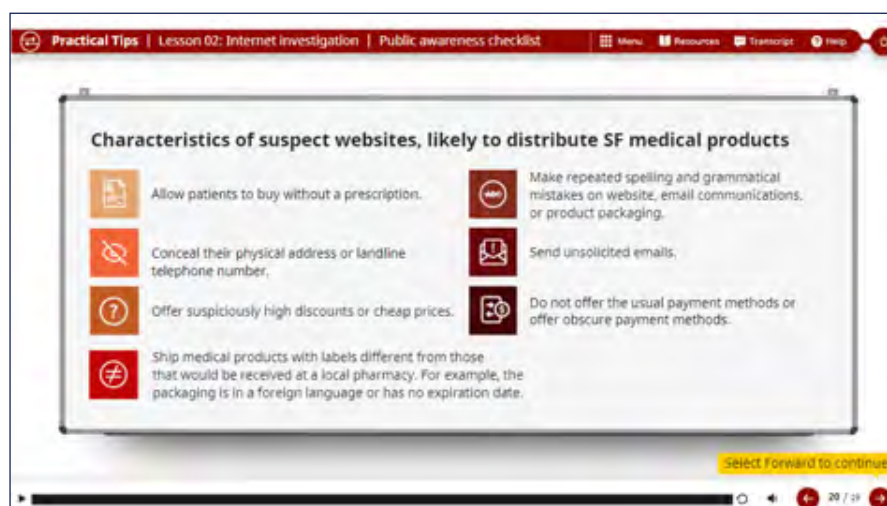 Practical Tips | Lesson 02: Internet investigation | Public awareness checklist
Menu
Resources
Transcript
Help
Characteristics of suspect websites, likely to distribute SF medical products
Allow patients to buy without a prescription.
Conceal their physical address or landline
telephone number.
Offer suspiciously high discounts or cheap prices.
Ship medical products with labels different from those
that would be received at a local pharmacy. For example, the
packaging is in a foreign language or has no expiration date.
Make repeated spelling and grammatical
mistakes on website, email communications,
or product packaging.
Send unsolicited emails.
Do not offer the usual payment methods or
offer obscure payment methods.
Select Forward to continue
20 / 29